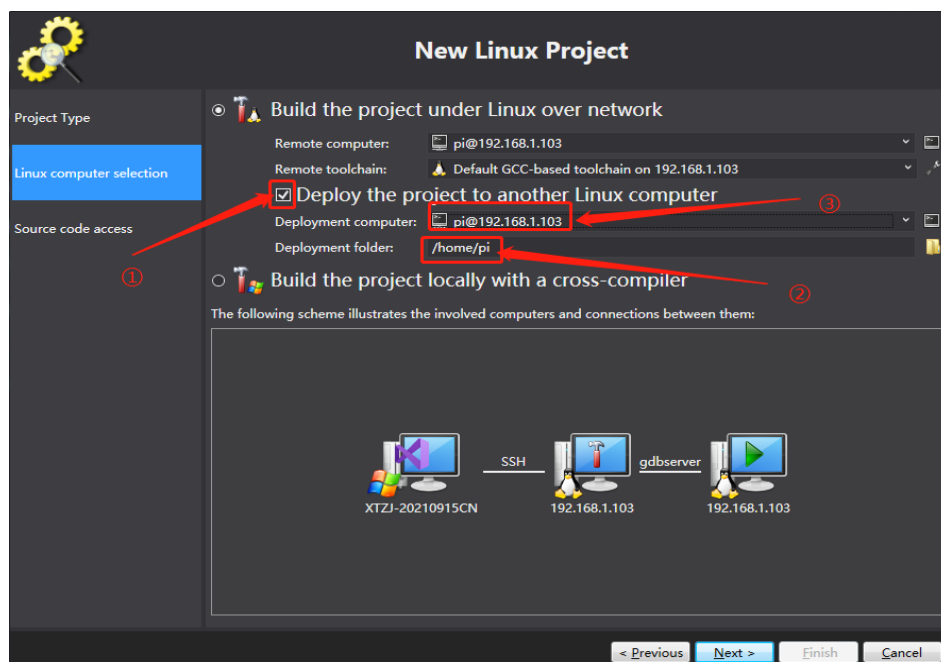 New Linux Project
Project Type
Linux computer selection
Source code access
Build the project under Linux over network
Remote computer: pi@192.168.1.103
Remote toolchain: Default GCC-based toolchain on 192.168.1.103
Deploy the project to another Linux computer
③
Deployment computer: pi@192.168.1.103
Deployment folder: /home/pi
①
Build the project locally with a cross-compiler
②
The following scheme illustrates the involved computers and connections between them:
SSH
gdbserver
XTZJ-20210915CN
192.168.1.103
192.168.1.103
< Previous
Next >
Finish
Cancel